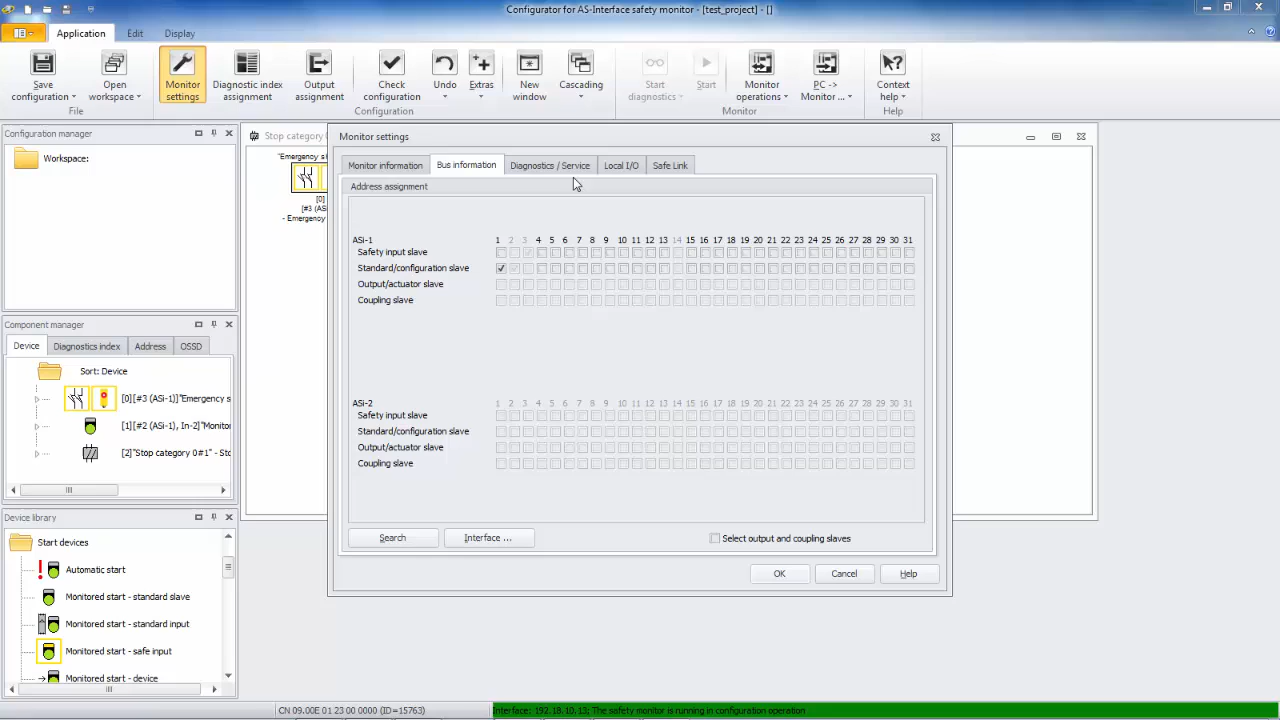 Configurator for AS-Interface safety monitor - [test_project] - []
Application Edit Display
Save configuration
Open workspace
Monitor settings
Diagnostic index assignment
Output assignment
Check configuration
Undo
Extras
New window
Cascading
Start diagnostics
Start
Monitor operations
PC -> Monitor ...
Context help
File Configuration Monitor Help
Configuration manager
Workspace:
Component manager
Device Diagnostics index Address OSSD
Sort: Device
[0][#3 (ASi-1)]"Emergency s
[1][#2 (ASi-1), In-2]"Monito
[2]"Stop category 0#1" - Sto
Device library
Start devices
Automatic start
Monitored start - standard slave
Monitored start - standard input
Monitored start - safe input
Monitored start - device
Stop category
"Emergency s
[0]
[#3 (ASi
- Emergency
Monitor settings
Monitor information Bus information Diagnostics / Service Local I/O Safe Link
Address assignment
ASi-1 1 2 3 4 5 6 7 8 9 10 11 12 13 14 15 16 17 18 19 20 21 22 23 24 25 26 27 28 29 30 31
Safety input slave
Standard/configuration slave
Output/actuator slave
Coupling slave
ASi-2 1 2 3 4 5 6 7 8 9 10 11 12 13 14 15 16 17 18 19 20 21 22 23 24 25 26 27 28 29 30 31
Safety input slave
Standard/configuration slave
Output/actuator slave
Coupling slave
Search Interface ... Select output and coupling slaves
OK Cancel Help
CN 09.00E 01 23 00 0000 (ID=15763)
Interface: 192.18.10.13; The safety monitor is running in configuration operation